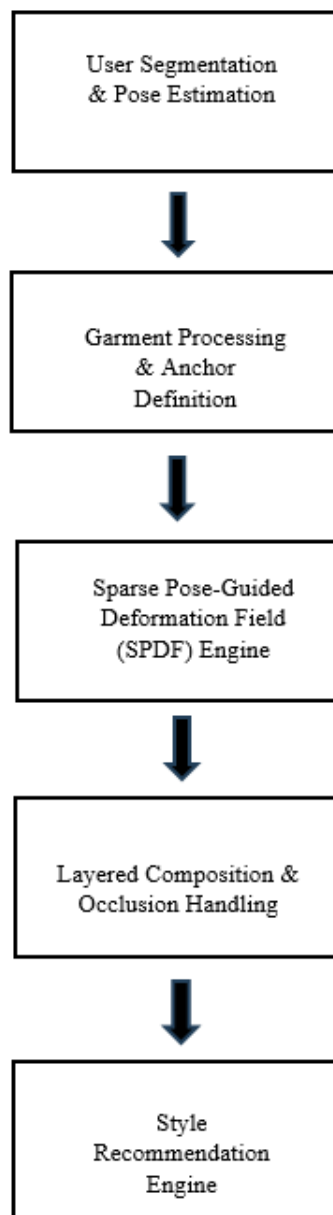 User Segmentation
& Pose Estimation
Garment Processing
& Anchor
Definition
Sparse Pose-Guided
Deformation Field
(SPDF) Engine
Layered Composition &
Occlusion Handling
Style
Recommendation
Engine